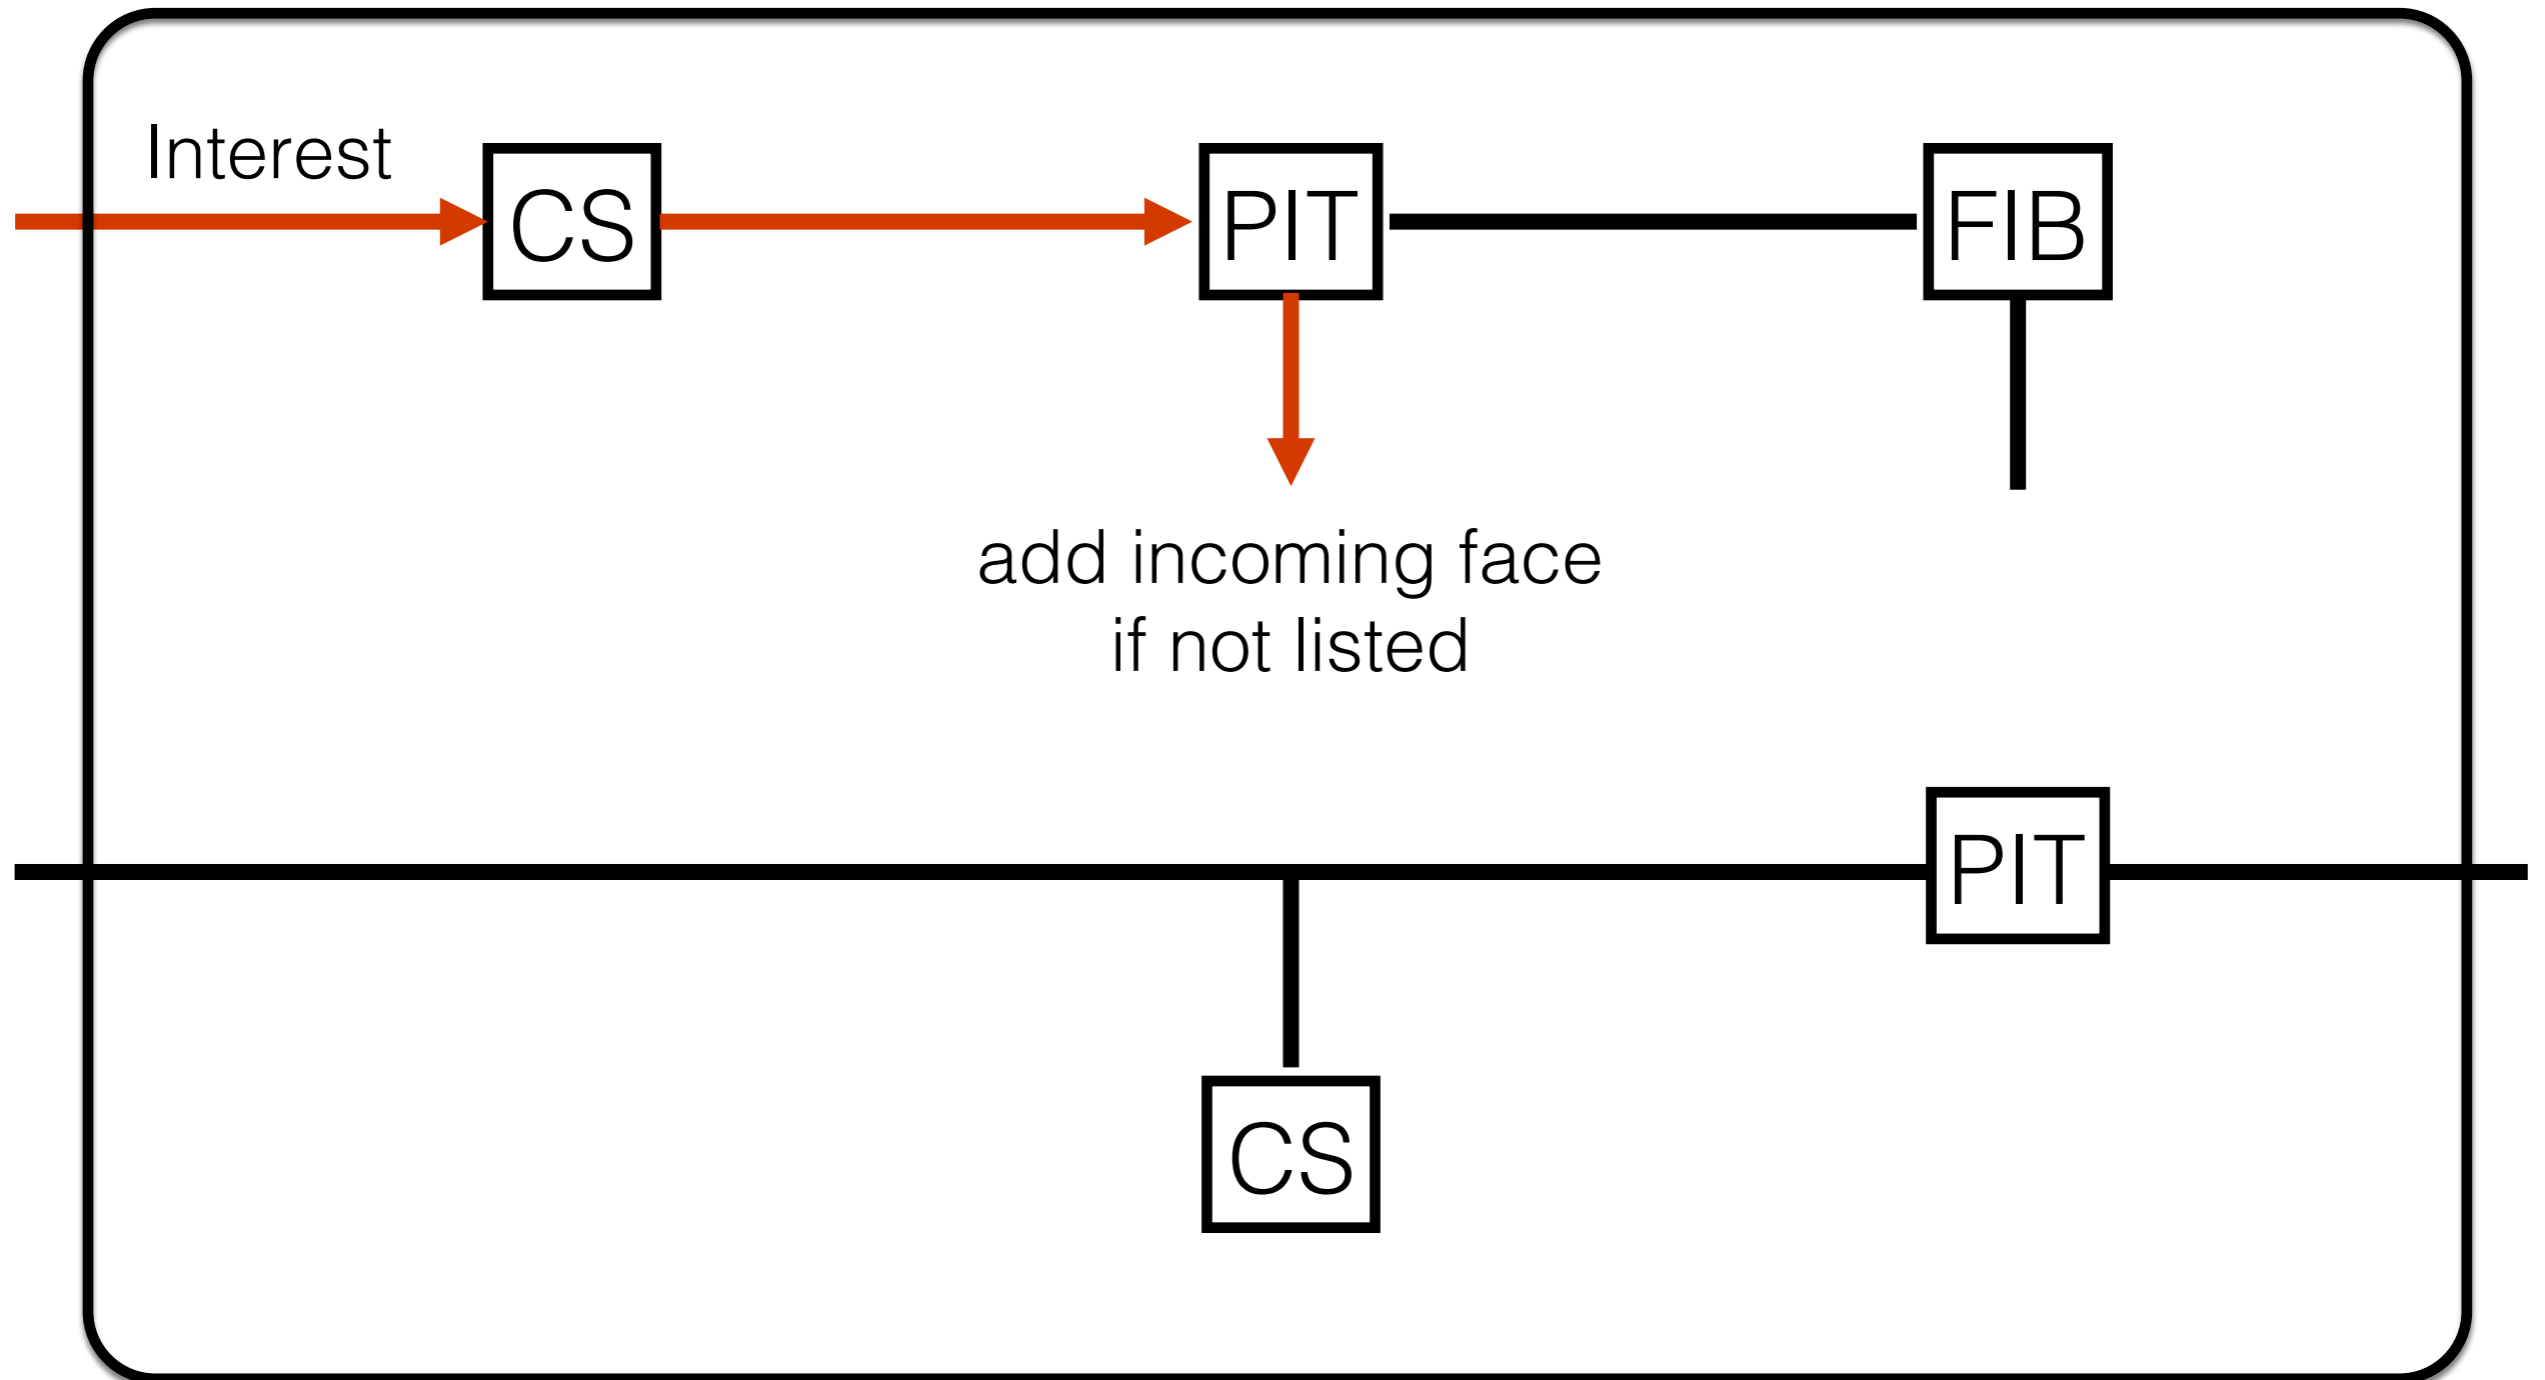 Interest
CS
PIT
FIB
add incoming face
if not listed
PIT
CS